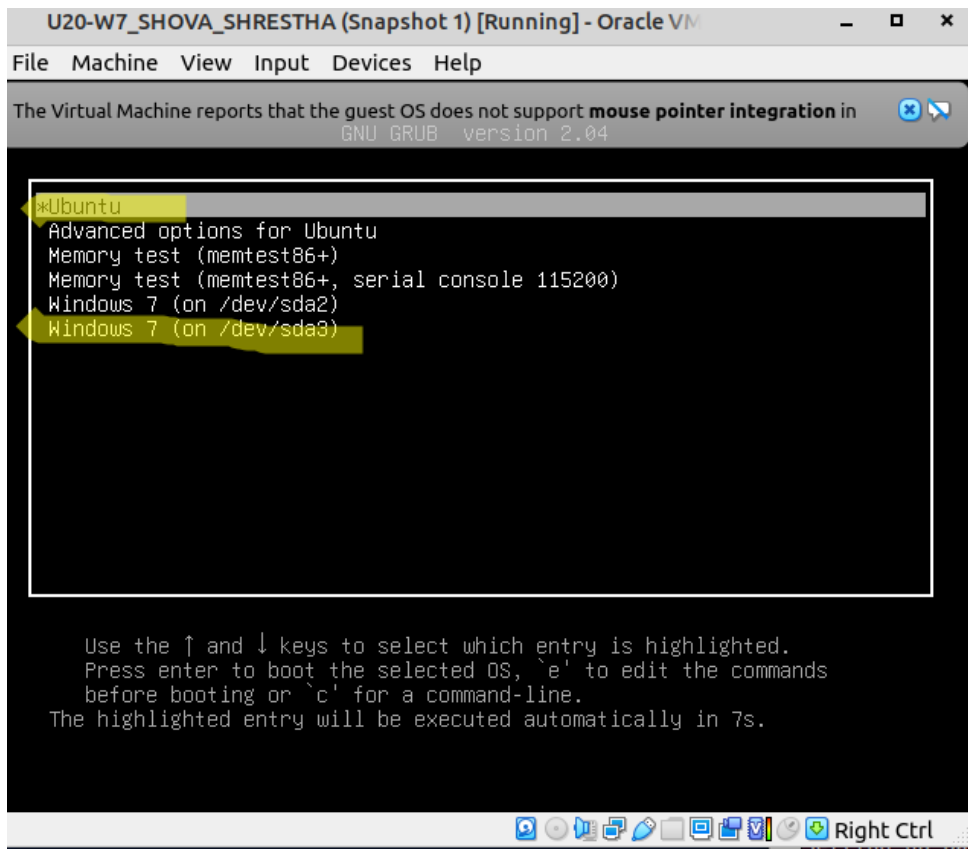 U20-W7_SHOVA_SHRESTHA (Snapshot 1) [Running] - Oracle VM
File Machine View Input Devices Help
The Virtual Machine reports that the guest OS does not support mouse pointer integration in
GNU GRUB version 2.04
*Ubuntu
Advanced options for Ubuntu
Memory test (memtest86+)
Memory test (memtest86+, serial console 115200)
Windows 7 (on /dev/sda2)
Windows 7 (on /dev/sda3)
Use the ↑ and ↓ keys to select which entry is highlighted.
Press enter to boot the selected OS, `e' to edit the commands
before booting or `c' for a command-line.
The highlighted entry will be executed automatically in 7s.
Right Ctrl